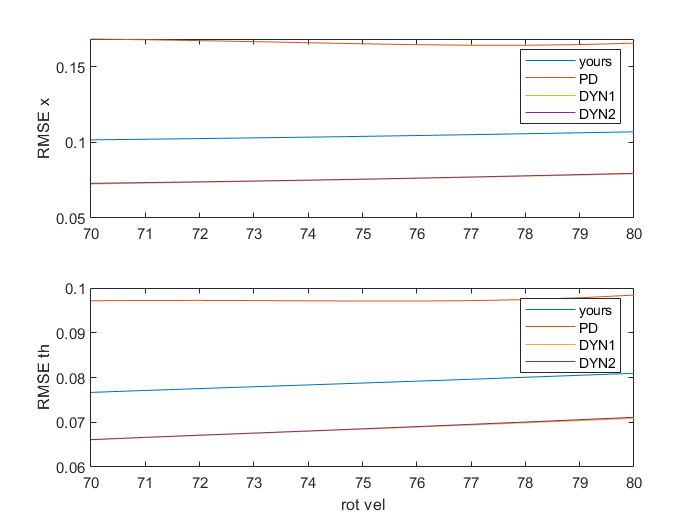 0.15
0.1
0.05
RMSE x
yours
PD
DYN1
DYN2
70 71 72 73 74 75 76 77 78 79 80
0.1
0.09
0.08
0.07
0.06
RMSE th
yours
PD
DYN1
DYN2
70 71 72 73 74 75 76 77 78 79 80
rot vel